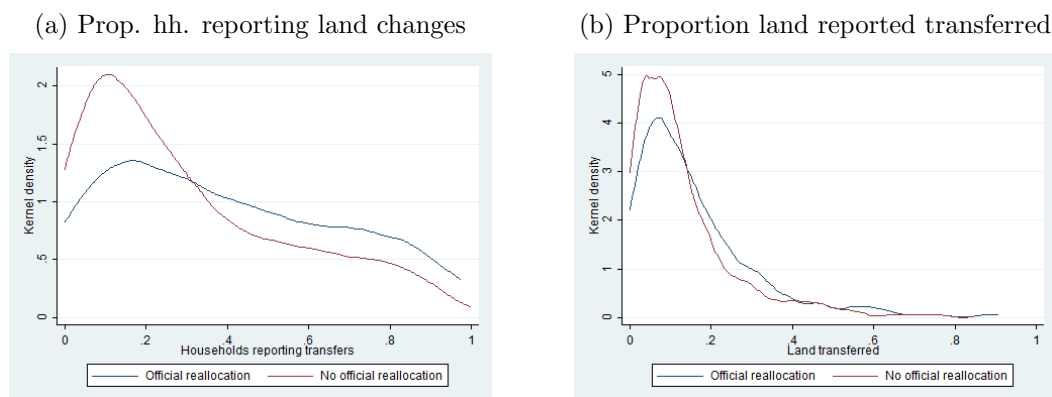 (a) Prop. hh. reporting land changes
Kernel density
0
.5
1
1.5
2
0 .2 .4 .6 .8 1
Households reporting transfers
Official reallocation No official reallocation
(b) Proportion land reported transferred
Kernel density
0
1
2
3
4
5
0 .2 .4 .6 .8 1
Land transferred
Official reallocation No official reallocation